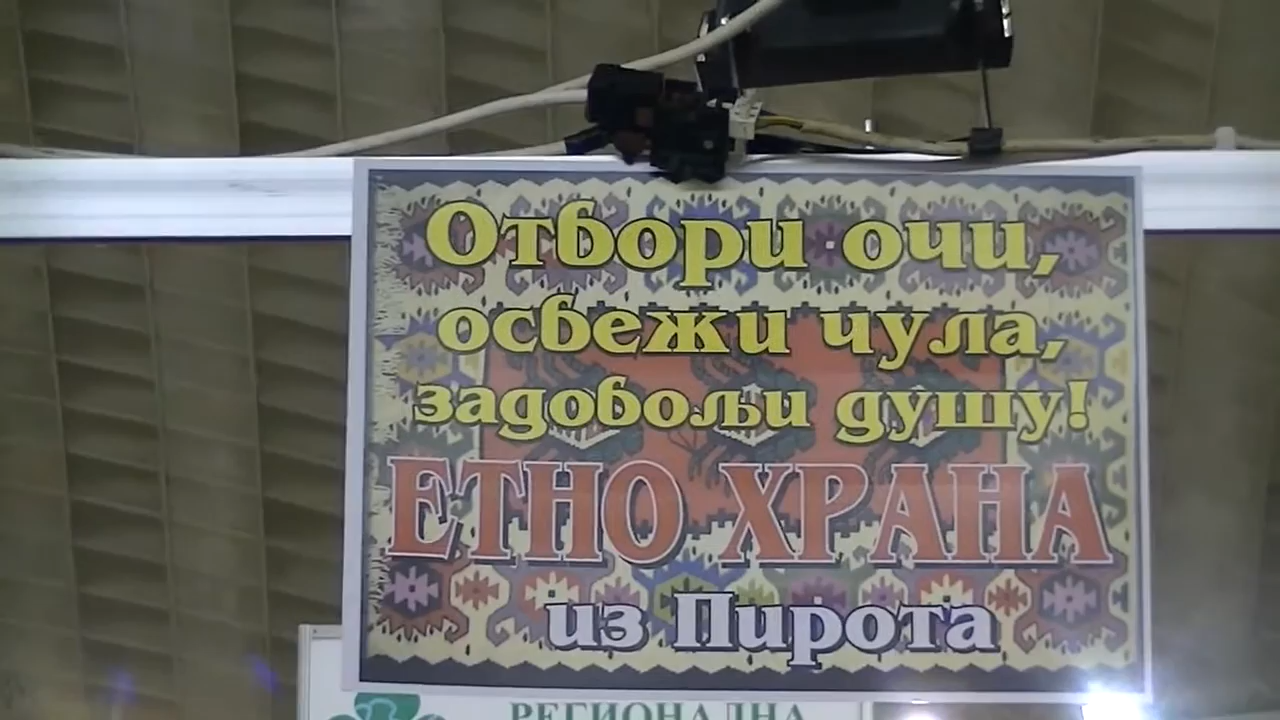 Отвори очи,
освежи чула,
задовољи душу!
ЕТНО ХРАНА
из Пирота
РЕГИОНАЛНА